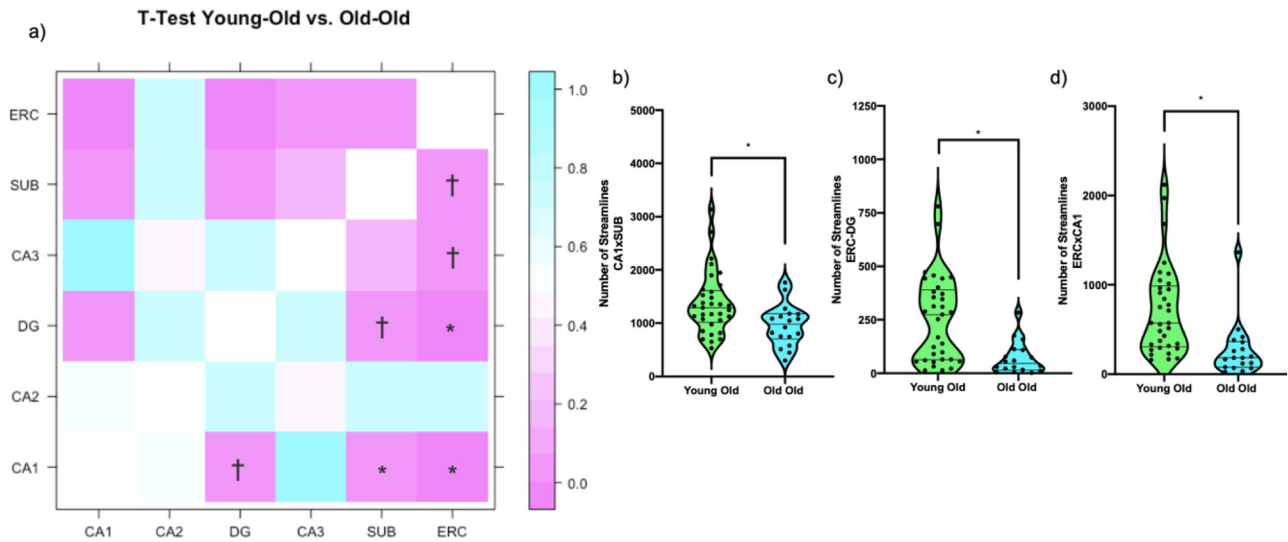 T-Test Young-Old vs. Old-Old
a)
ERC
SUB
CA3
DG
CA2
CA1
†
†
†
*
†
*
*
CA1
CA2
DG
CA3
SUB
ERC
1.0
0.8
0.6
0.4
0.2
0.0
b)
Number of Streamlines
CA1xSUB
5000
4000
3000
2000
1000
0
*
Young Old
Old Old
c)
Number of Streamlines
ERC-DG
1250
1000
750
500
250
0
*
Young Old
Old Old
d)
Number of Streamlines
ERCxCA1
3000
2000
1000
0
*
Young Old
Old Old